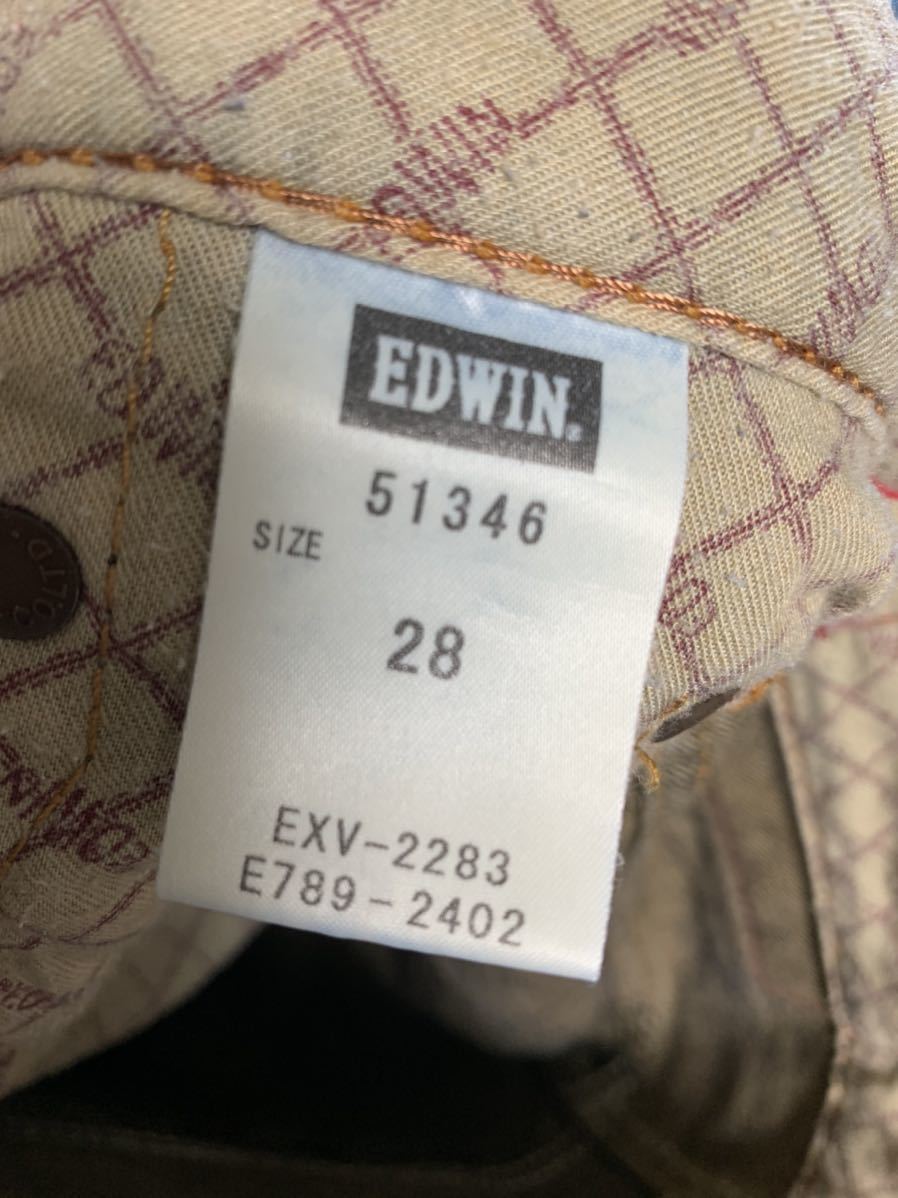 EDWIN.
51346
SIZE
28
EXV-2283
E789-2402